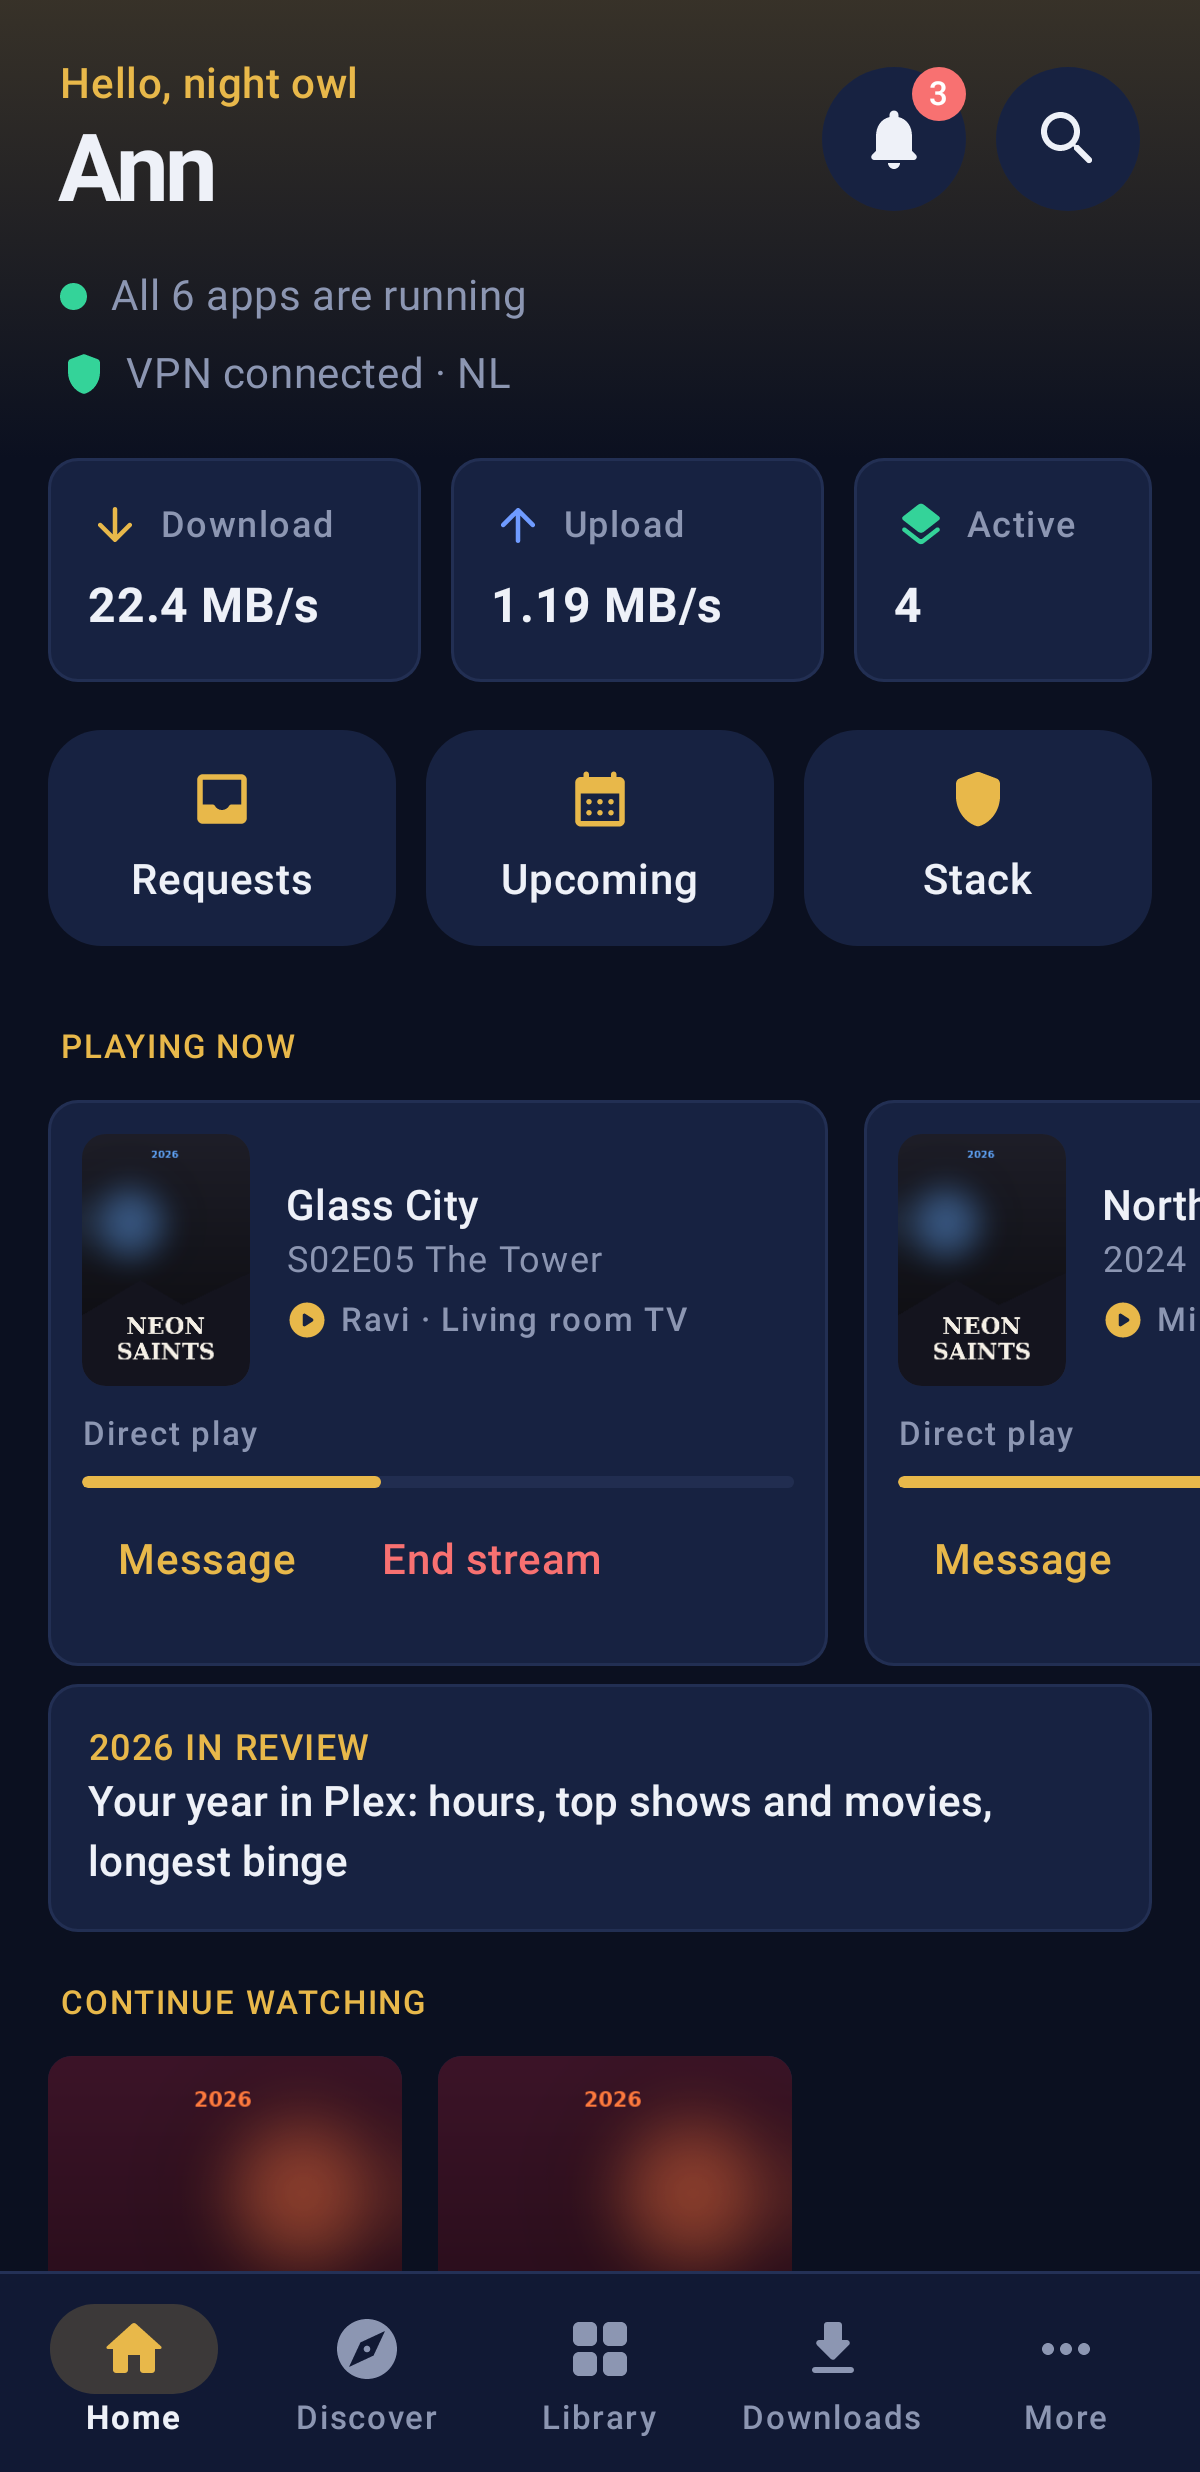 Hello, night owl
Ann
3
All 6 apps are running
VPN connected · NL
Download
22.4 MB/s
Upload
1.19 MB/s
Active
4
Requests
Upcoming
Stack
PLAYING NOW
2026
NEON
SAINTS
Glass City
S02E05 The Tower
Ravi · Living room TV
Direct play
Message
End stream
2026
NEON
SAINTS
North
2024
Mi
Direct play
Message
2026 IN REVIEW
Your year in Plex: hours, top shows and movies,
longest binge
CONTINUE WATCHING
2026
2026
Home
Discover
Library
Downloads
More